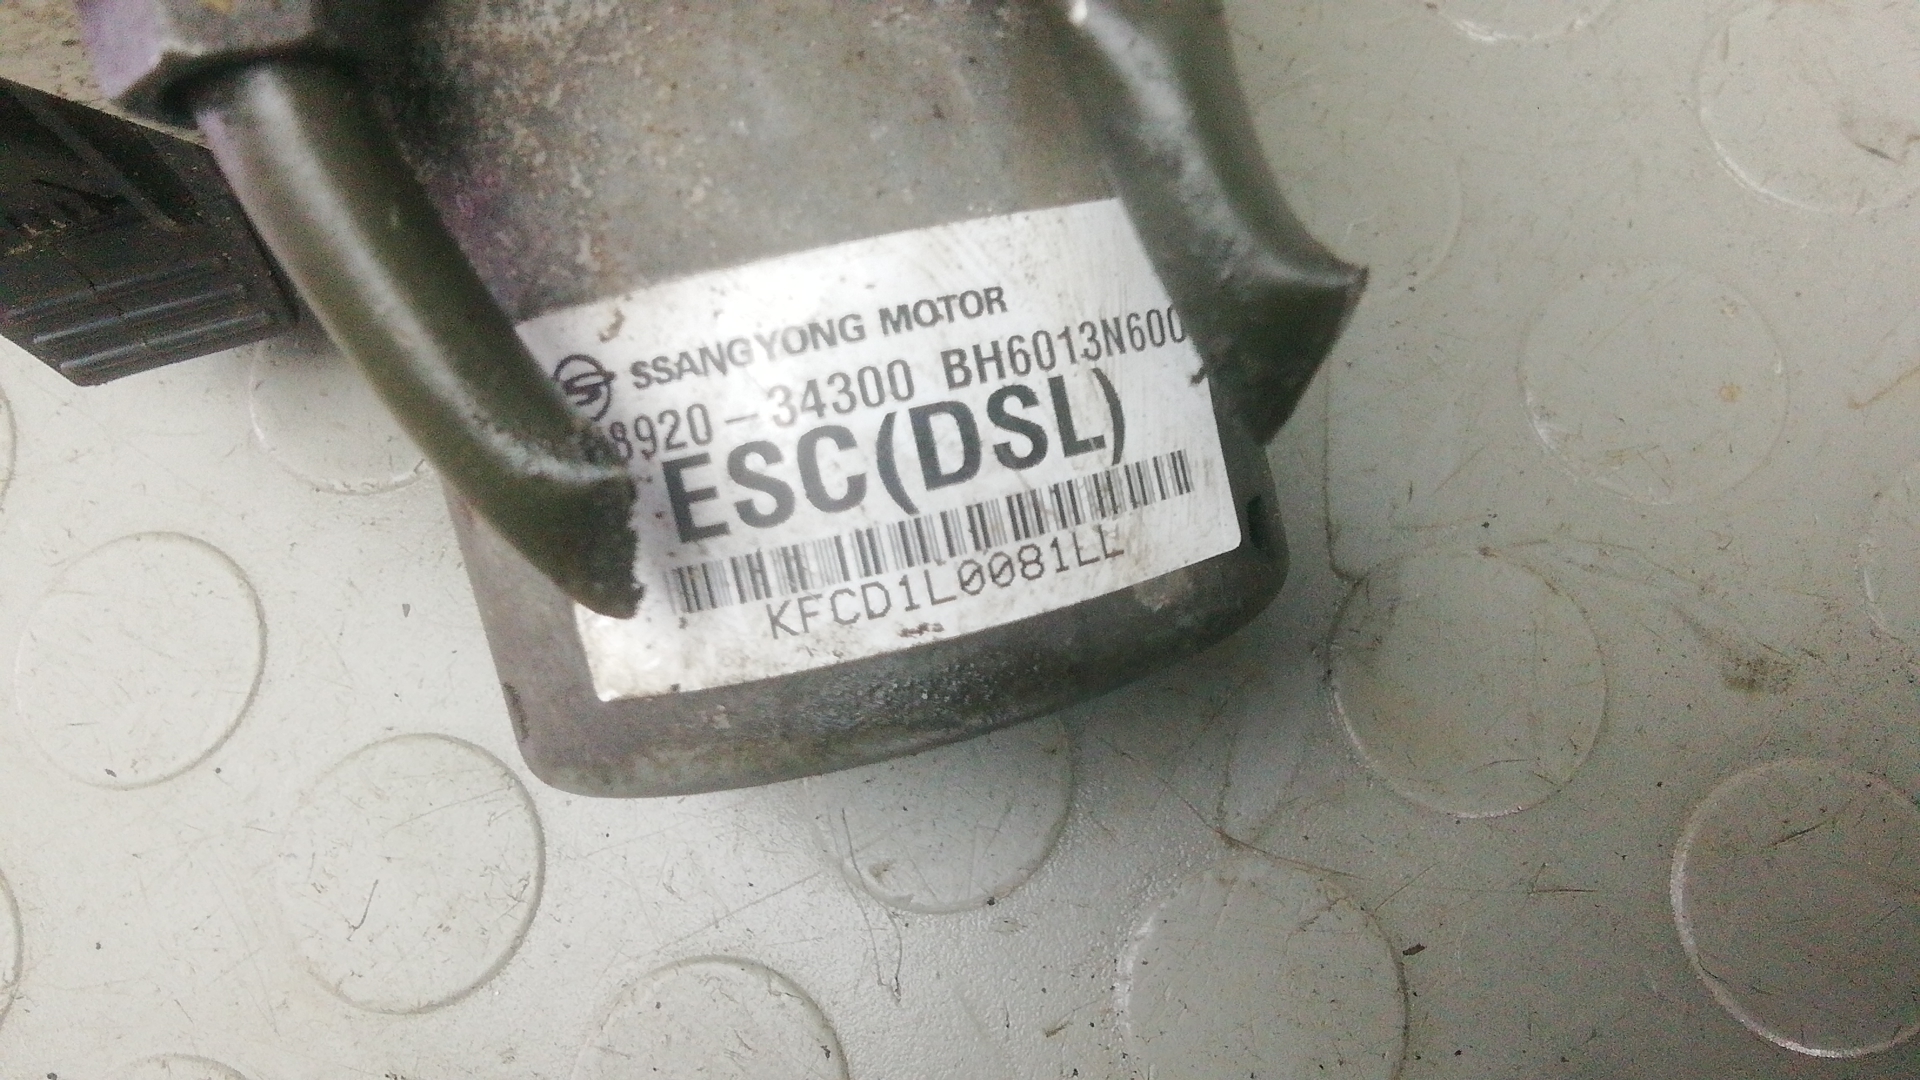 SSANGYONG MOTOR
8920-34300 BH6013N600
ESC(DSL)
KFCD1L0081LL